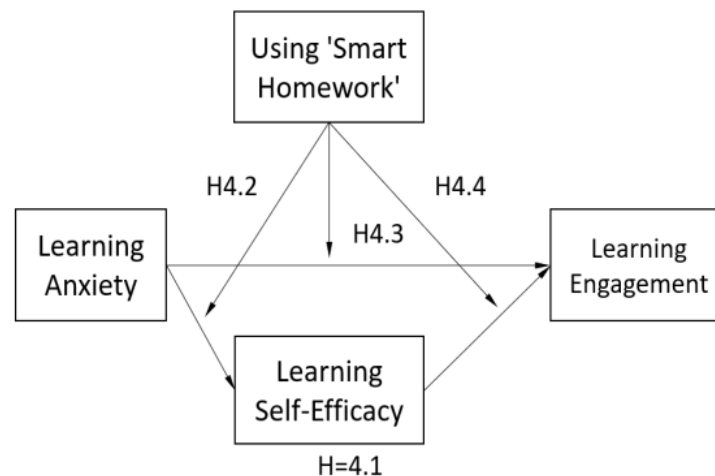 Using 'Smart
Homework'
H4.2
H4.4
Learning
Anxiety
H4.3
Learning
Engagement
Learning
Self-Efficacy
H=4.1